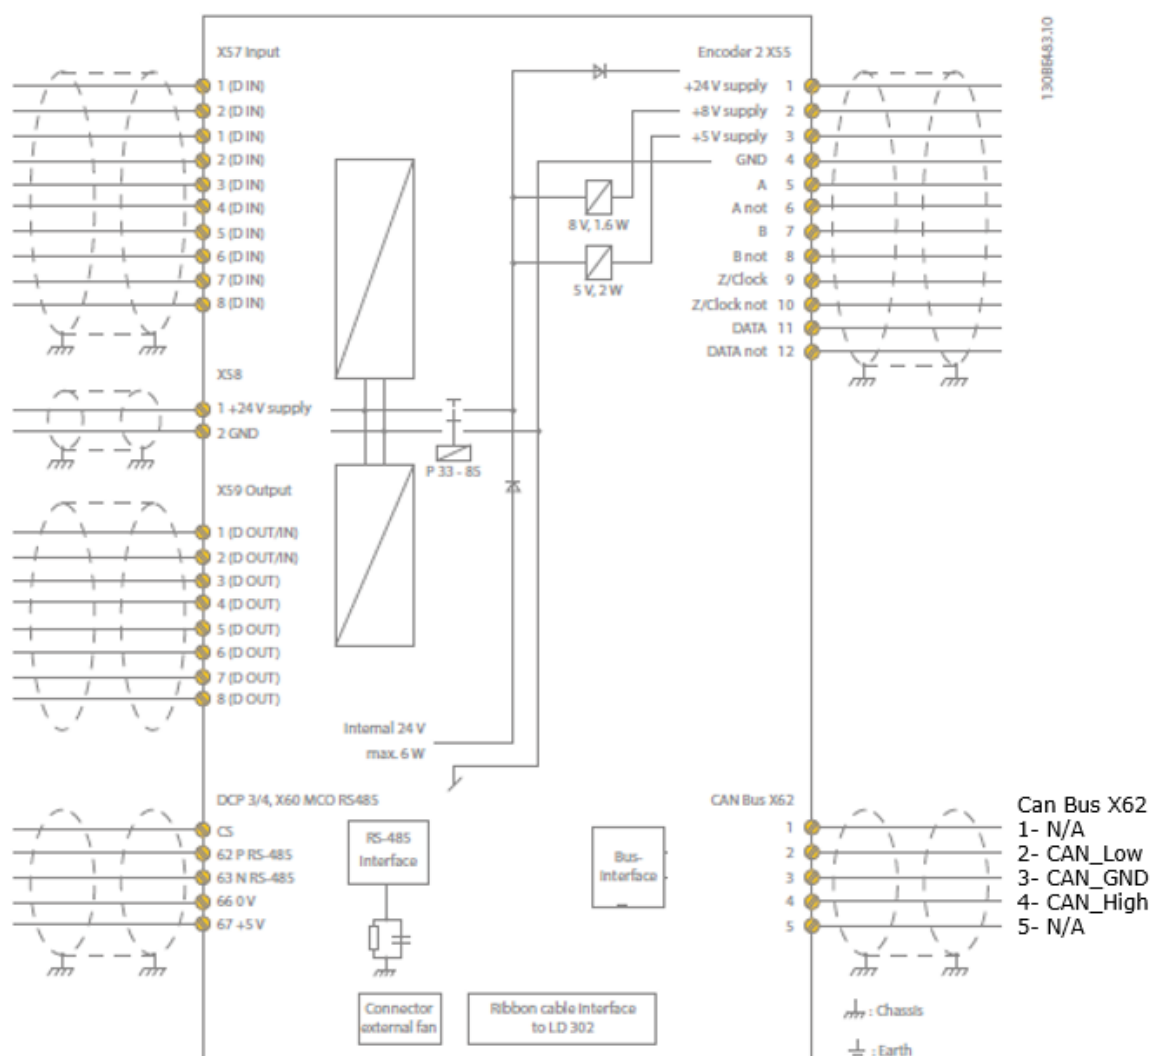 130BE483.10
X57 Input
1 (D IN)
2 (D IN)
1 (D IN)
2 (D IN)
3 (D IN)
4 (D IN)
5 (D IN)
6 (D IN)
7 (D IN)
8 (D IN)
X58
1 +24 V supply
2 GND
P 33 - 85
X59 Output
1 (D OUT/IN)
2 (D OUT/IN)
3 (D OUT)
4 (D OUT)
5 (D OUT)
6 (D OUT)
7 (D OUT)
8 (D OUT)
Encoder 2 X55
+24 V supply 1
+8 V supply 2
+5 V supply 3
GND 4
A 5
A not 6
B 7
B not 8
Z/Clock 9
Z/Clock not 10
DATA 11
DATA not 12
8 V, 1.6 W
5 V, 2 W
Internal 24 V
max. 6 W
DCP 3/4, X60 MCO RS485
CS
62 P RS-485
63 N RS-485
66 0 V
67 +5 V
RS-485
Interface
Bus-
Interface
CAN Bus X62
1
2
3
4
5
Can Bus X62
1- N/A
2- CAN_Low
3- CAN_GND
4- CAN_High
5- N/A
Connector
external fan
Ribbon cable interface
to LD 302
: Chassis
: Earth